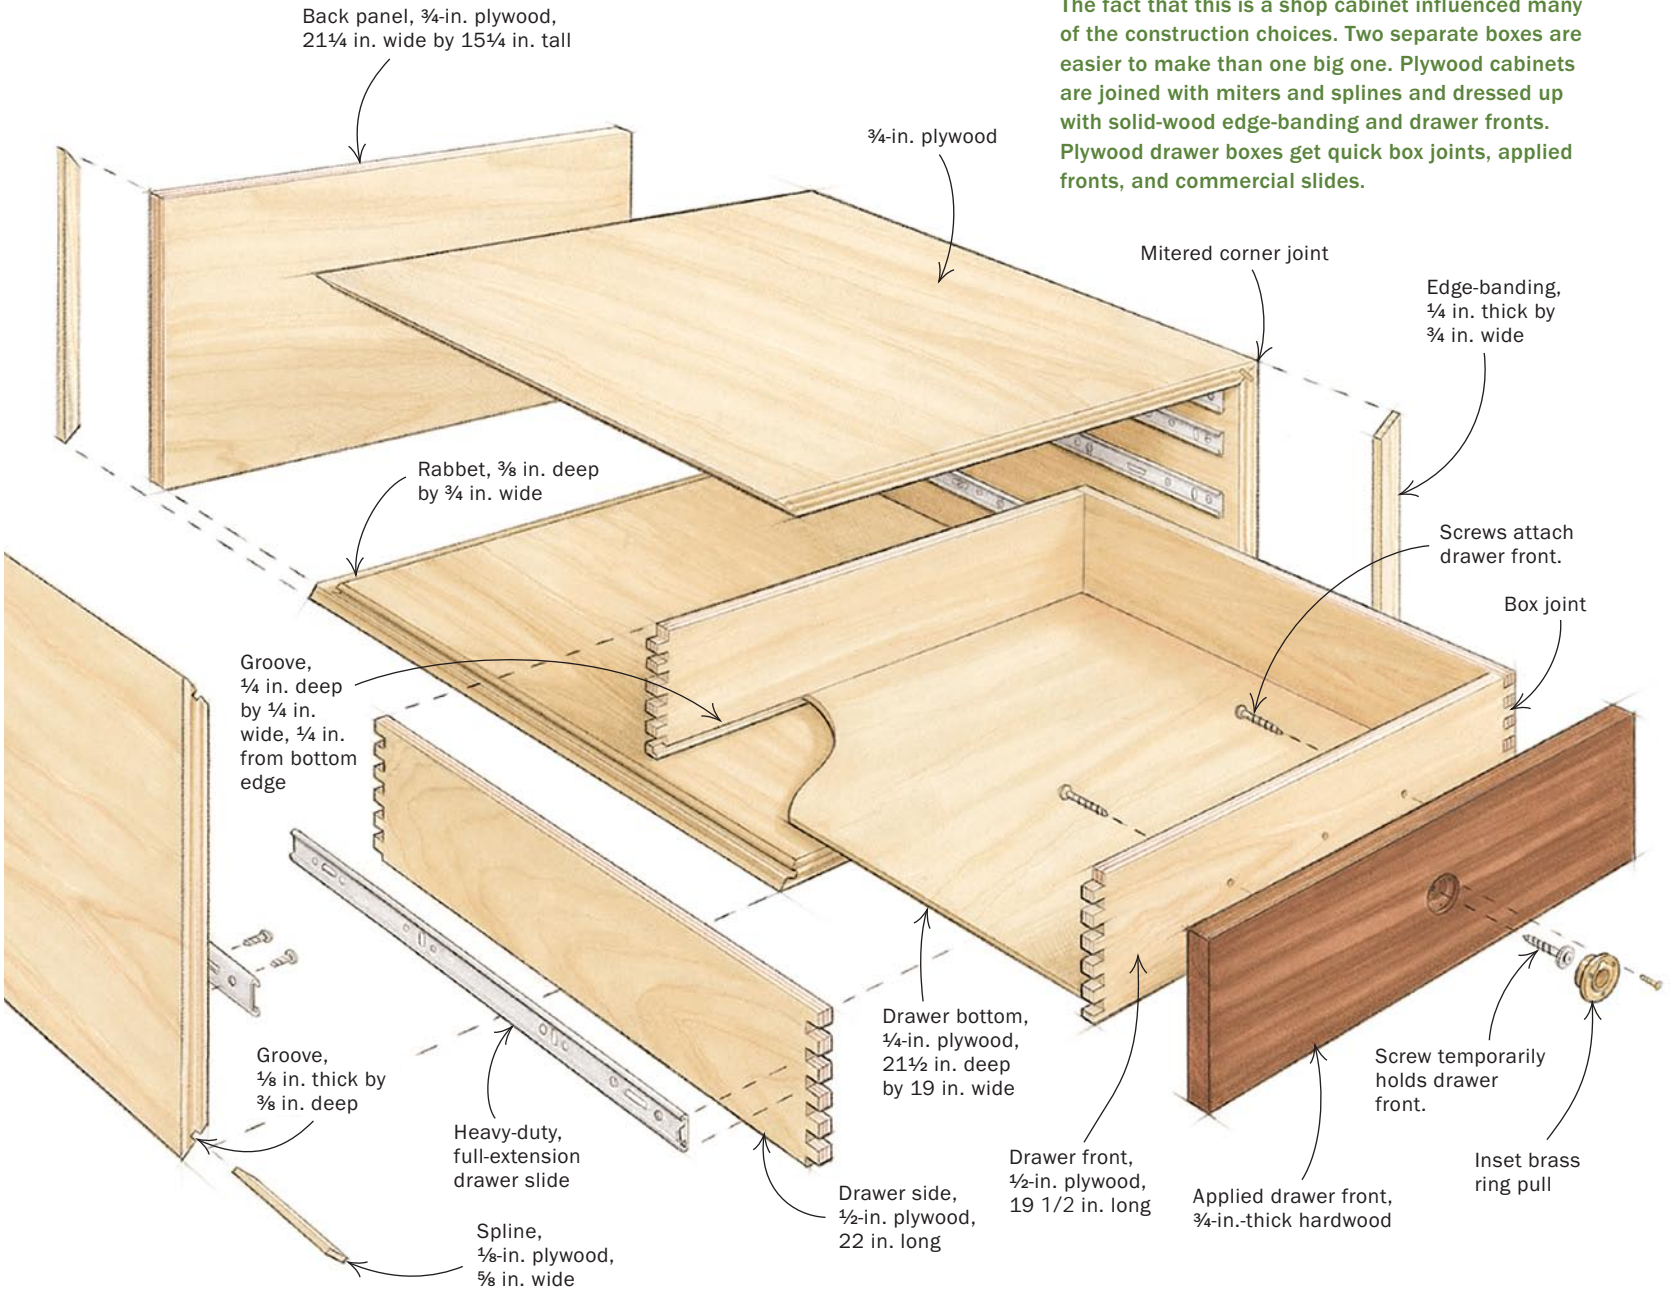 Back panel, ¾-in. plywood,
21¼ in. wide by 15¼ in. tall
The fact that this is a shop cabinet influenced many
of the construction choices. Two separate boxes are
easier to make than one big one. Plywood cabinets
are joined with miters and splines and dressed up
with solid-wood edge-banding and drawer fronts.
Plywood drawer boxes get quick box joints, applied
fronts, and commercial slides.
¾-in. plywood
Mitered corner joint
Edge-banding,
¼ in. thick by
¾ in. wide
Rabbet, ⅜ in. deep
by ¾ in. wide
Screws attach
drawer front.
Box joint
Groove,
¼ in. deep
by ¼ in.
wide, ¼ in.
from bottom
edge
Drawer bottom,
¼-in. plywood,
21½ in. deep
by 19 in. wide
Groove,
⅛ in. thick by
⅜ in. deep
Heavy-duty,
full-extension
drawer slide
Screw temporarily
holds drawer
front.
Drawer front,
½-in. plywood,
19 1/2 in. long
Inset brass
ring pull
Drawer side,
½-in. plywood,
22 in. long
Applied drawer front,
¾-in.-thick hardwood
Spline,
⅛-in. plywood,
⅝ in. wide